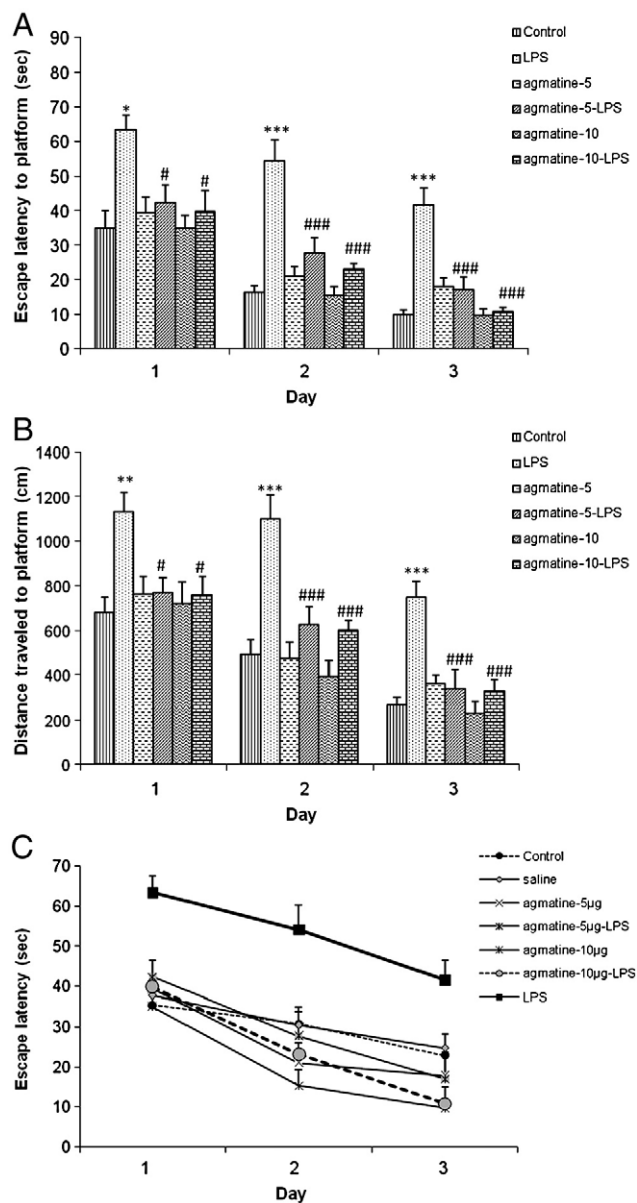 A
Escape latency to platform (sec)
90
80
70
60
50
40
30
20
10
0
* # #
*** ### ###
*** ### ###
1 2 3
Day
Control
LPS
agmatine-5
agmatine-5-LPS
agmatine-10
agmatine-10-LPS
B
Distance traveled to platform (cm)
1400
1200
1000
800
600
400
200
0
** # #
*** ### ###
*** ### ###
1 2 3
Day
Control
LPS
agmatine-5
agmatine-5-LPS
agmatine-10
agmatine-10-LPS
C
Escape latency (sec)
70
60
50
40
30
20
10
0
1 2 3
Day
Control
saline
agmatine-5µg
agmatine-5µg-LPS
agmatine-10µg
agmatine-10µg-LPS
LPS